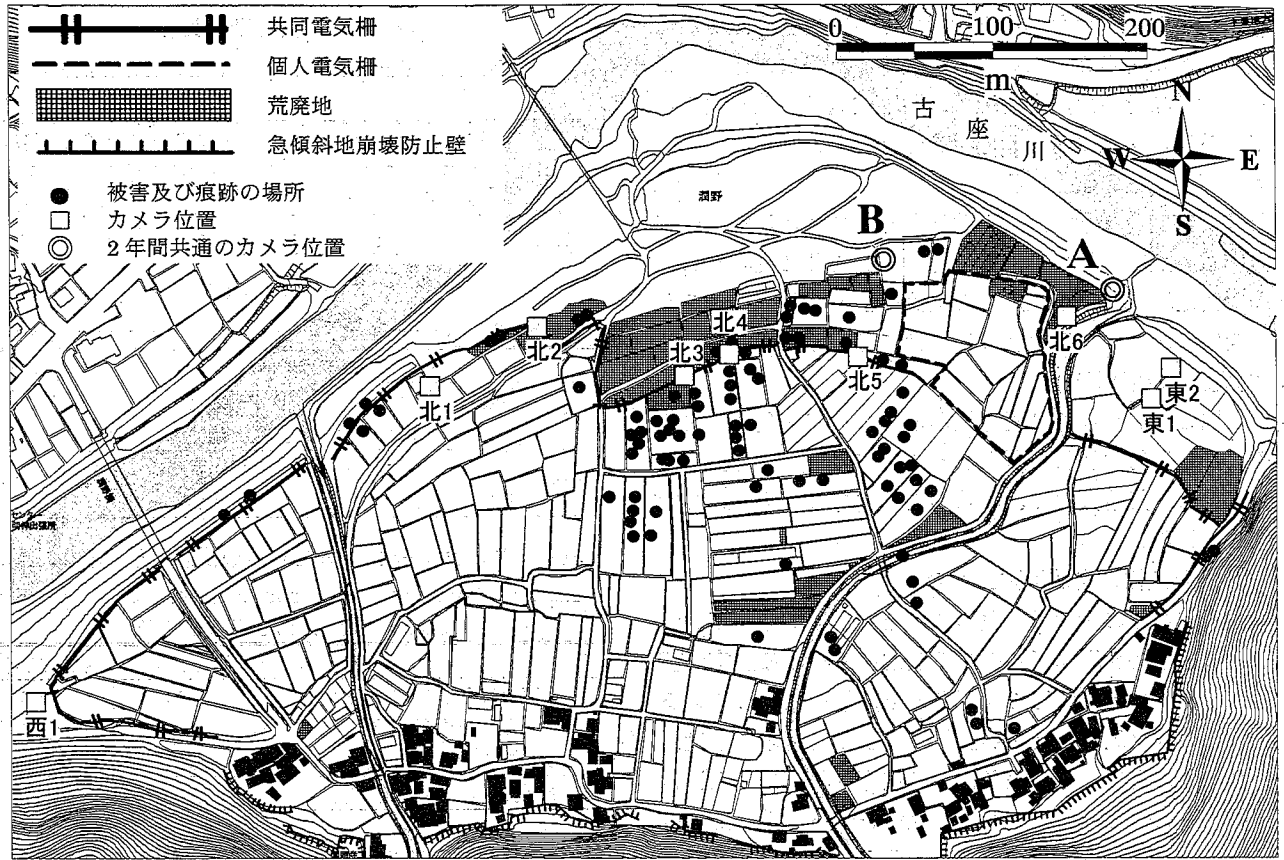 共同電気柵
個人電気柵
荒廃地
急傾斜地崩壊防止壁
被害及び痕跡の場所
カメラ位置
2年間共通のカメラ位置
0 100 200
m
N
W E
S
古座川
潤野
B
A
北4
北6
北2
北3
北5
北1
東2
東1
西1